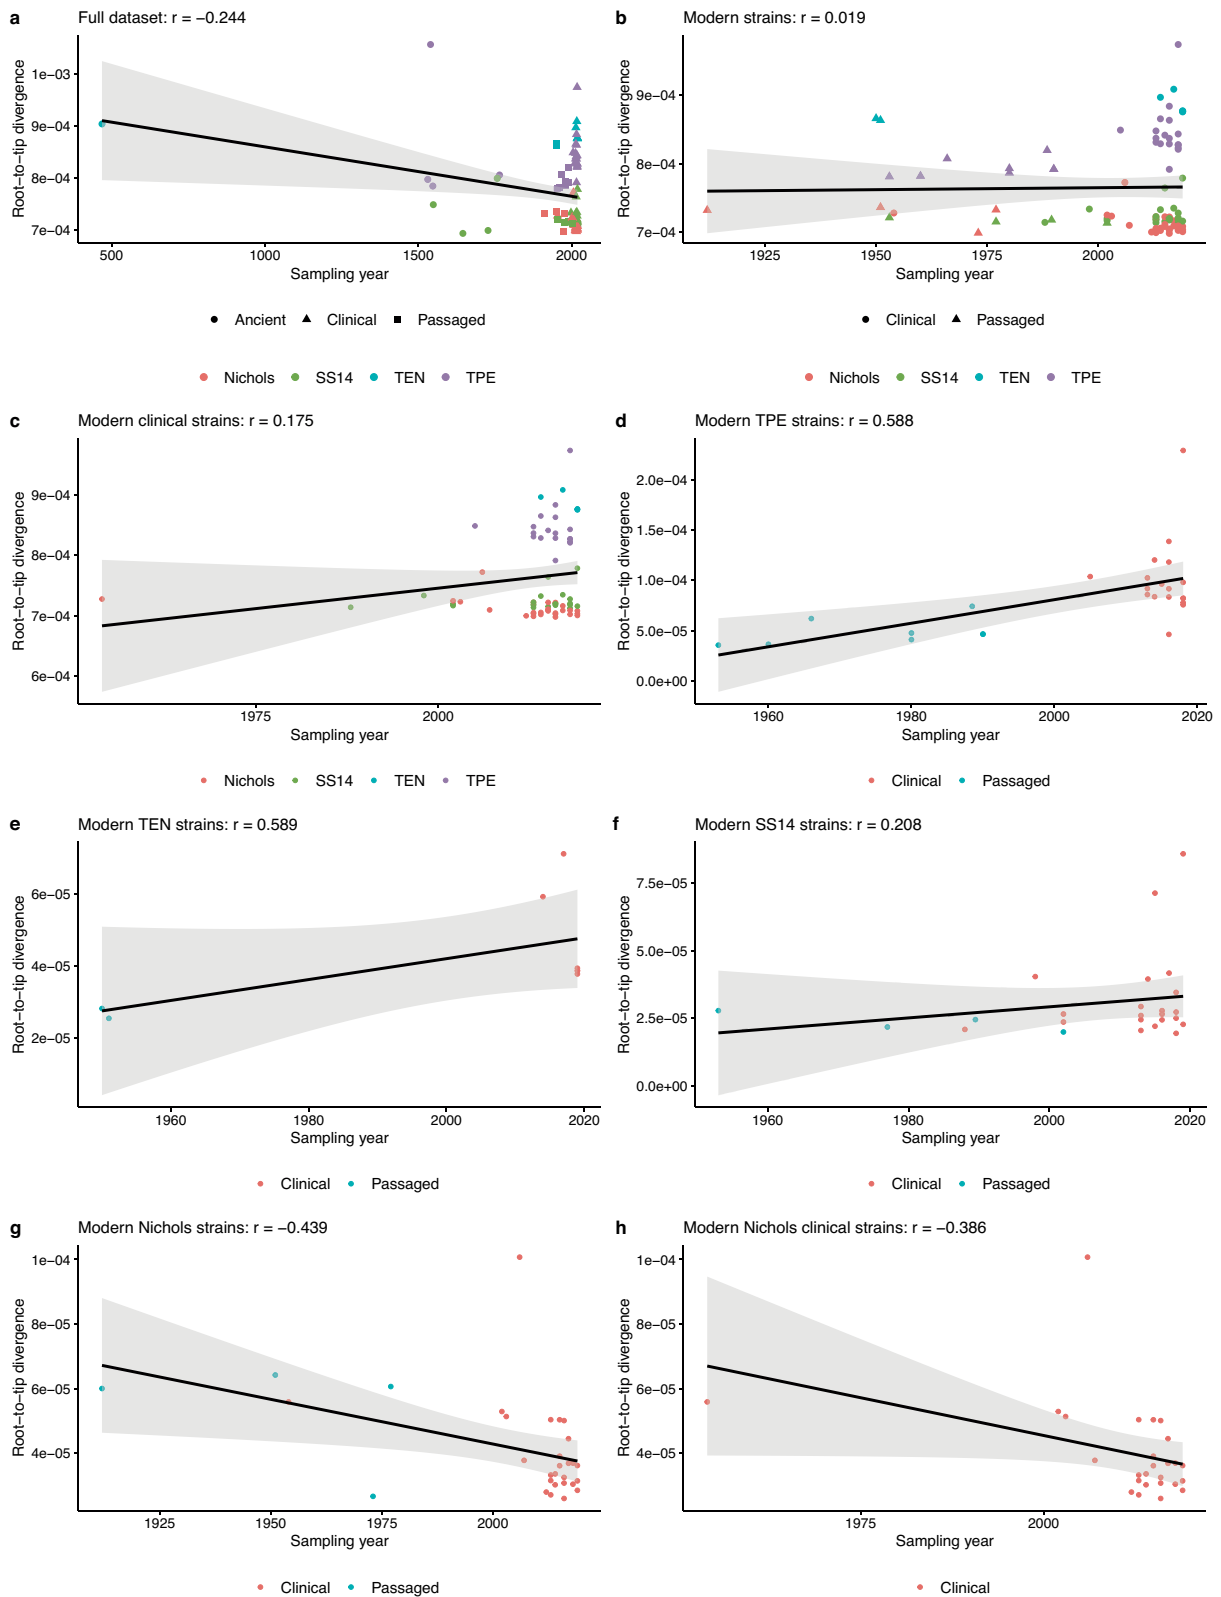 a Full dataset: r = −0.244
Root−to−tip divergence
1e−03
9e−04
8e−04
7e−04
500 1000 1500 2000
Sampling year
Ancient Clinical Passaged
Nichols SS14 TEN TPE
b Modern strains: r = 0.019
Root−to−tip divergence
9e−04
8e−04
7e−04
1925 1950 1975 2000
Sampling year
Clinical Passaged
Nichols SS14 TEN TPE
c Modern clinical strains: r = 0.175
Root−to−tip divergence
9e−04
8e−04
7e−04
6e−04
1975 2000
Sampling year
Nichols SS14 TEN TPE
d Modern TPE strains: r = 0.588
Root−to−tip divergence
2.0e−04
1.5e−04
1.0e−04
5.0e−05
0.0e+00
1960 1980 2000 2020
Sampling year
Clinical Passaged
e Modern TEN strains: r = 0.589
Root−to−tip divergence
6e−05
4e−05
2e−05
1960 1980 2000 2020
Sampling year
Clinical Passaged
f Modern SS14 strains: r = 0.208
Root−to−tip divergence
7.5e−05
5.0e−05
2.5e−05
0.0e+00
1960 1980 2000 2020
Sampling year
Clinical Passaged
g Modern Nichols strains: r = −0.439
Root−to−tip divergence
1e−04
8e−05
6e−05
4e−05
1925 1950 1975 2000
Sampling year
Clinical Passaged
h Modern Nichols clinical strains: r = −0.386
Root−to−tip divergence
1e−04
8e−05
6e−05
4e−05
1975 2000
Sampling year
Clinical